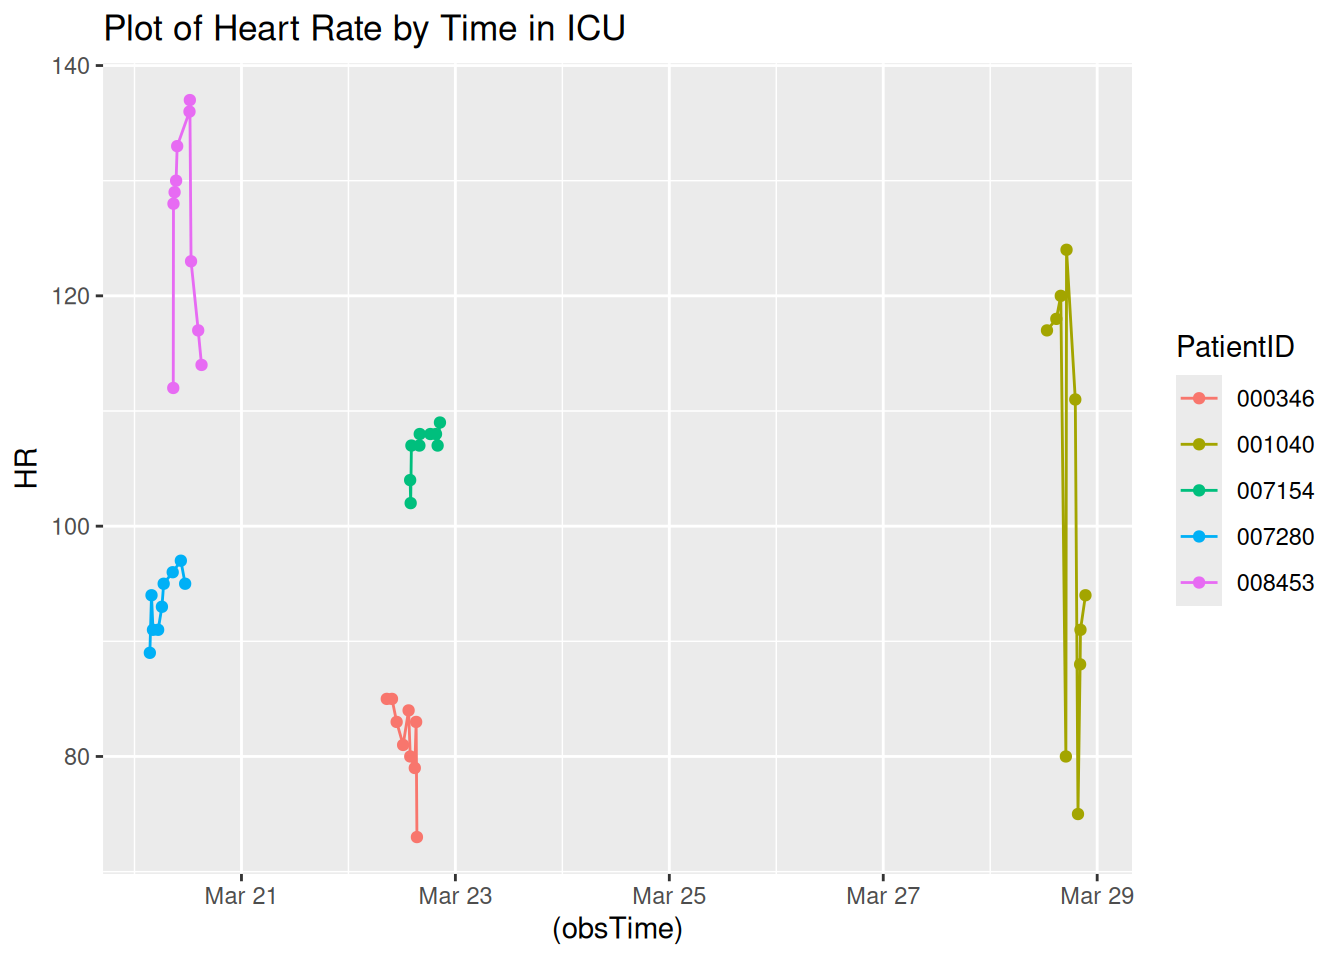 Plot of Heart Rate by Time in ICU
140
120
100
80
HR
Mar 21
Mar 23
Mar 25
Mar 27
Mar 29
(obsTime)
PatientID
000346
001040
007154
007280
008453